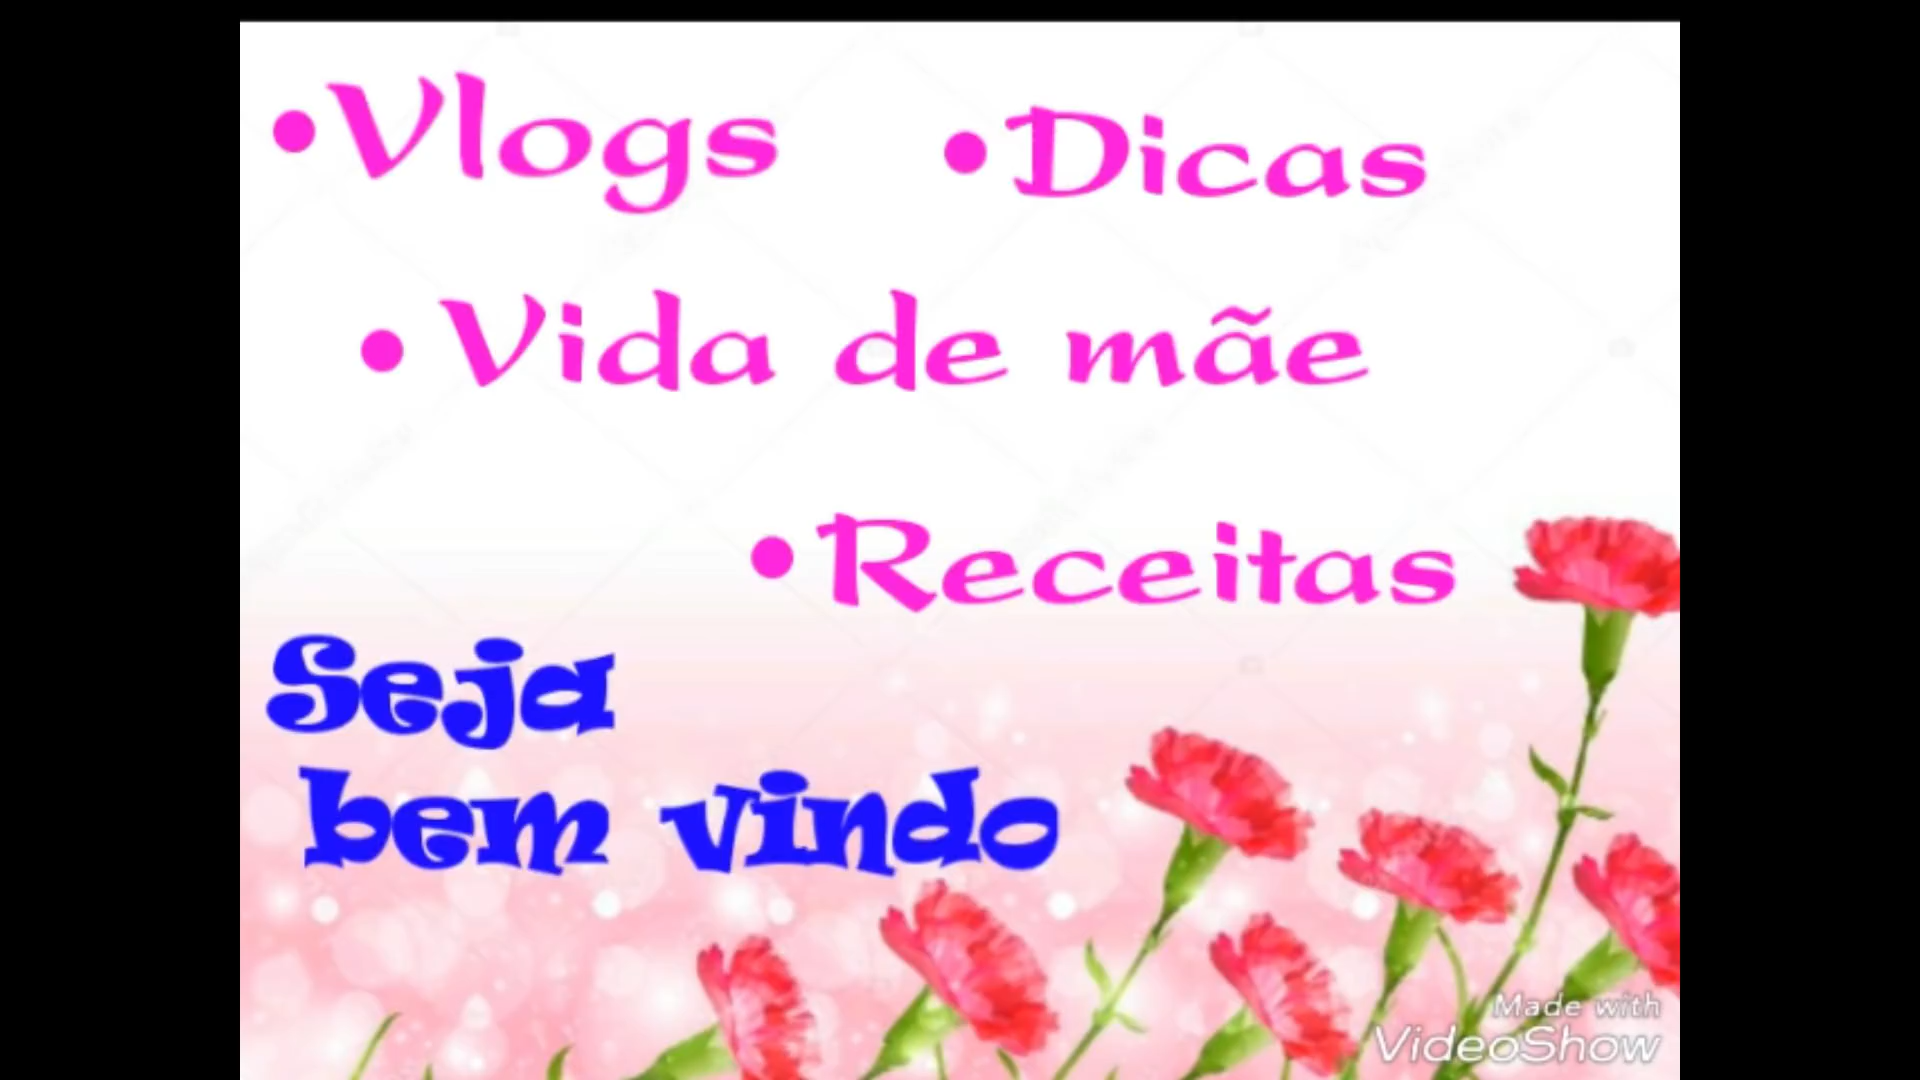 •Vlogs •Dicas
• Vida de mãe
•Receitas
Seja
bem vindo
Made with
VideoShow